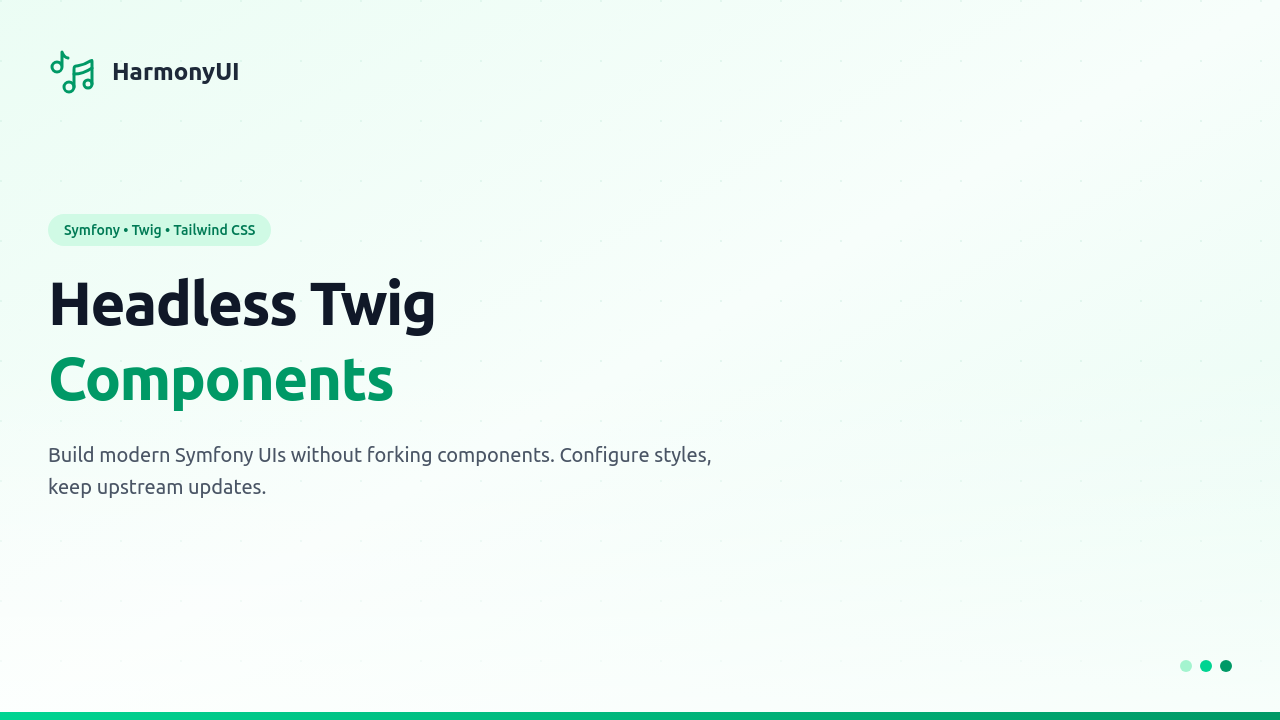 HarmonyUI
Symfony • Twig • Tailwind CSS
Headless Twig
Components
Build modern Symfony UIs without forking components. Configure styles,
keep upstream updates.